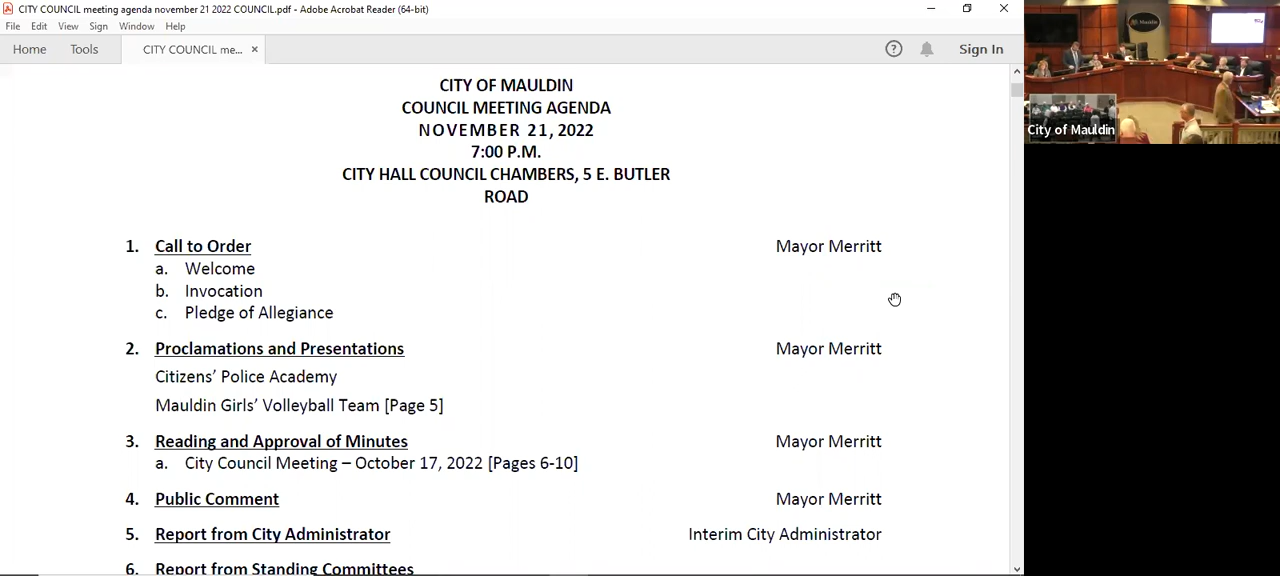 CITY COUNCIL meeting agenda november 21 2022 COUNCIL.pdf - Adobe Acrobat Reader (64-bit)
File Edit View Sign Window Help
Home Tools CITY COUNCIL me... × Sign In
CITY OF MAULDIN
COUNCIL MEETING AGENDA
NOVEMBER 21, 2022
7:00 P.M.
CITY HALL COUNCIL CHAMBERS, 5 E. BUTLER
ROAD
1. Call to Order Mayor Merritt
a. Welcome
b. Invocation
c. Pledge of Allegiance
2. Proclamations and Presentations Mayor Merritt
Citizens’ Police Academy
Mauldin Girls’ Volleyball Team [Page 5]
3. Reading and Approval of Minutes Mayor Merritt
a. City Council Meeting – October 17, 2022 [Pages 6-10]
4. Public Comment Mayor Merritt
5. Report from City Administrator Interim City Administrator
6. Report from Standing Committees
Mauldin
City of Mauldin